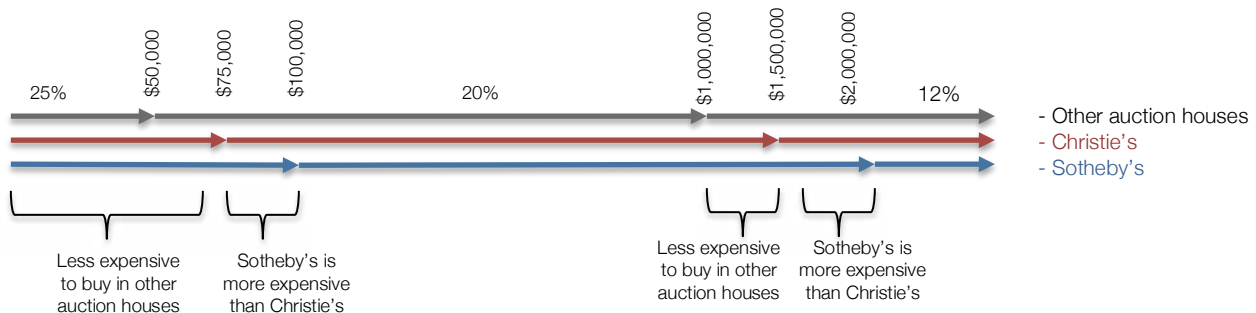 25%
$50,000
$75,000
$100,000
20%
$1,000,000
$1,500,000
$2,000,000
12%
- Other auction houses
- Christie's
- Sotheby's
Less expensive
to buy in other
auction houses
Sotheby's is
more expensive
than Christie's
Less expensive
to buy in other
auction houses
Sotheby's is
more expensive
than Christie's